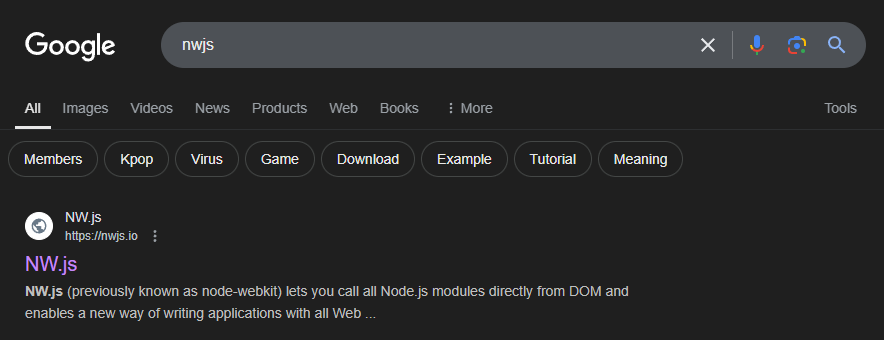 Google
nwjs
All Images Videos News Products Web Books More Tools
Members Kpop Virus Game Download Example Tutorial Meaning
NW.js
https://nwjs.io
NW.js
NW.js (previously known as node-webkit) lets you call all Node.js modules directly from DOM and
enables a new way of writing applications with all Web ...